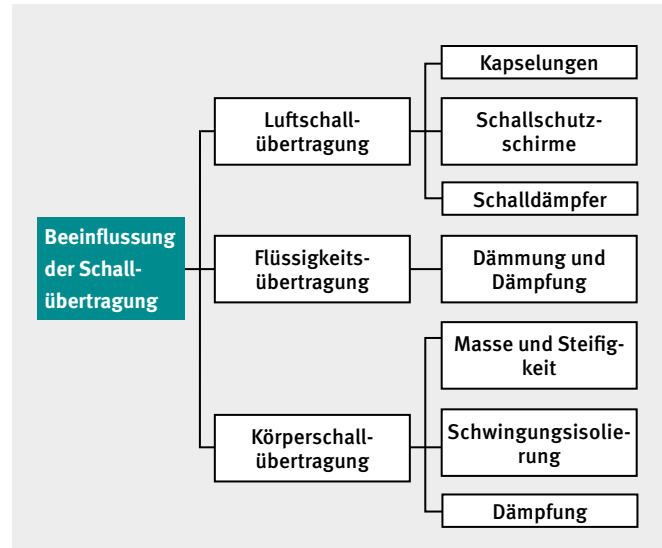 Beeinflussung
der Schall-
übertragung
Luftschall-
übertragung
Kapselungen
Schallschutz-
schirme
Schalldämpfer
Flüssigkeits-
übertragung
Dämmung und
Dämpfung
Körperschall-
übertragung
Masse und Steifig-
keit
Schwingungsisolie-
rung
Dämpfung